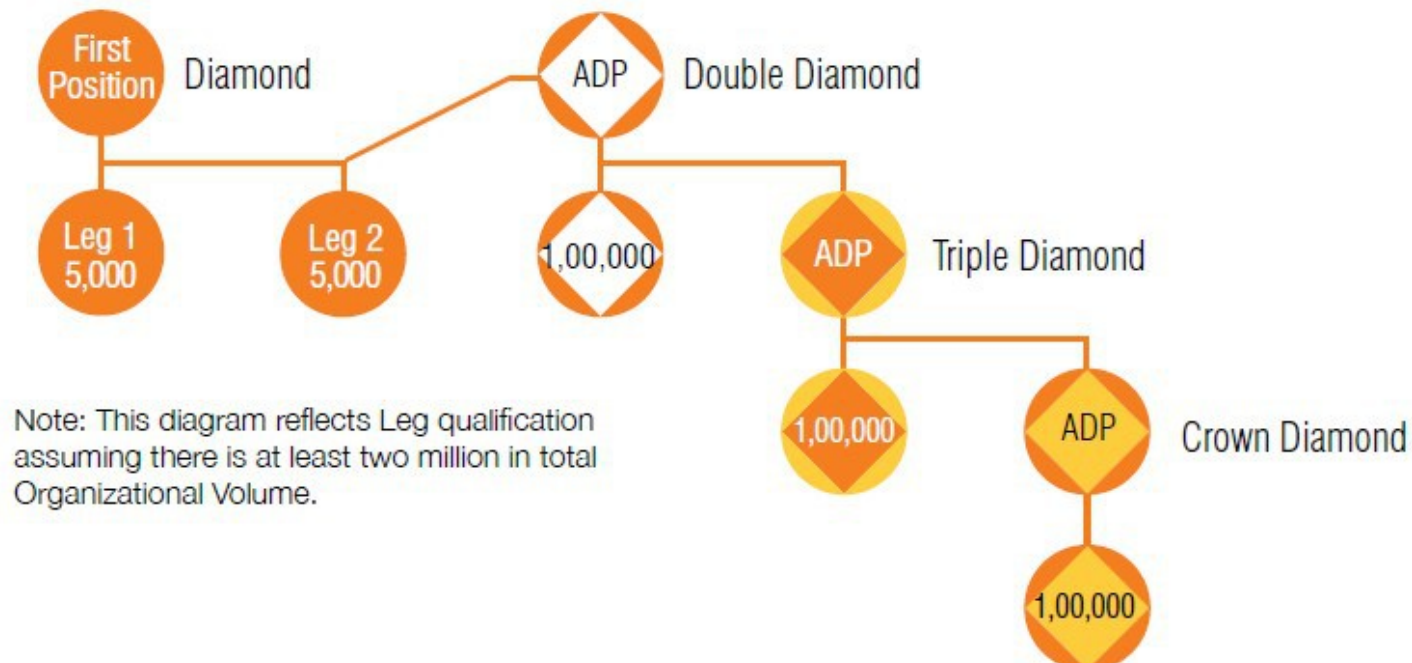 First
Position
Diamond
ADP
Double Diamond
Leg 1
5,000
Leg 2
5,000
1,00,000
ADP
Triple Diamond
Note: This diagram reflects Leg qualification
assuming there is at least two million in total
Organizational Volume.
1,00,000
ADP
Crown Diamond
1,00,000